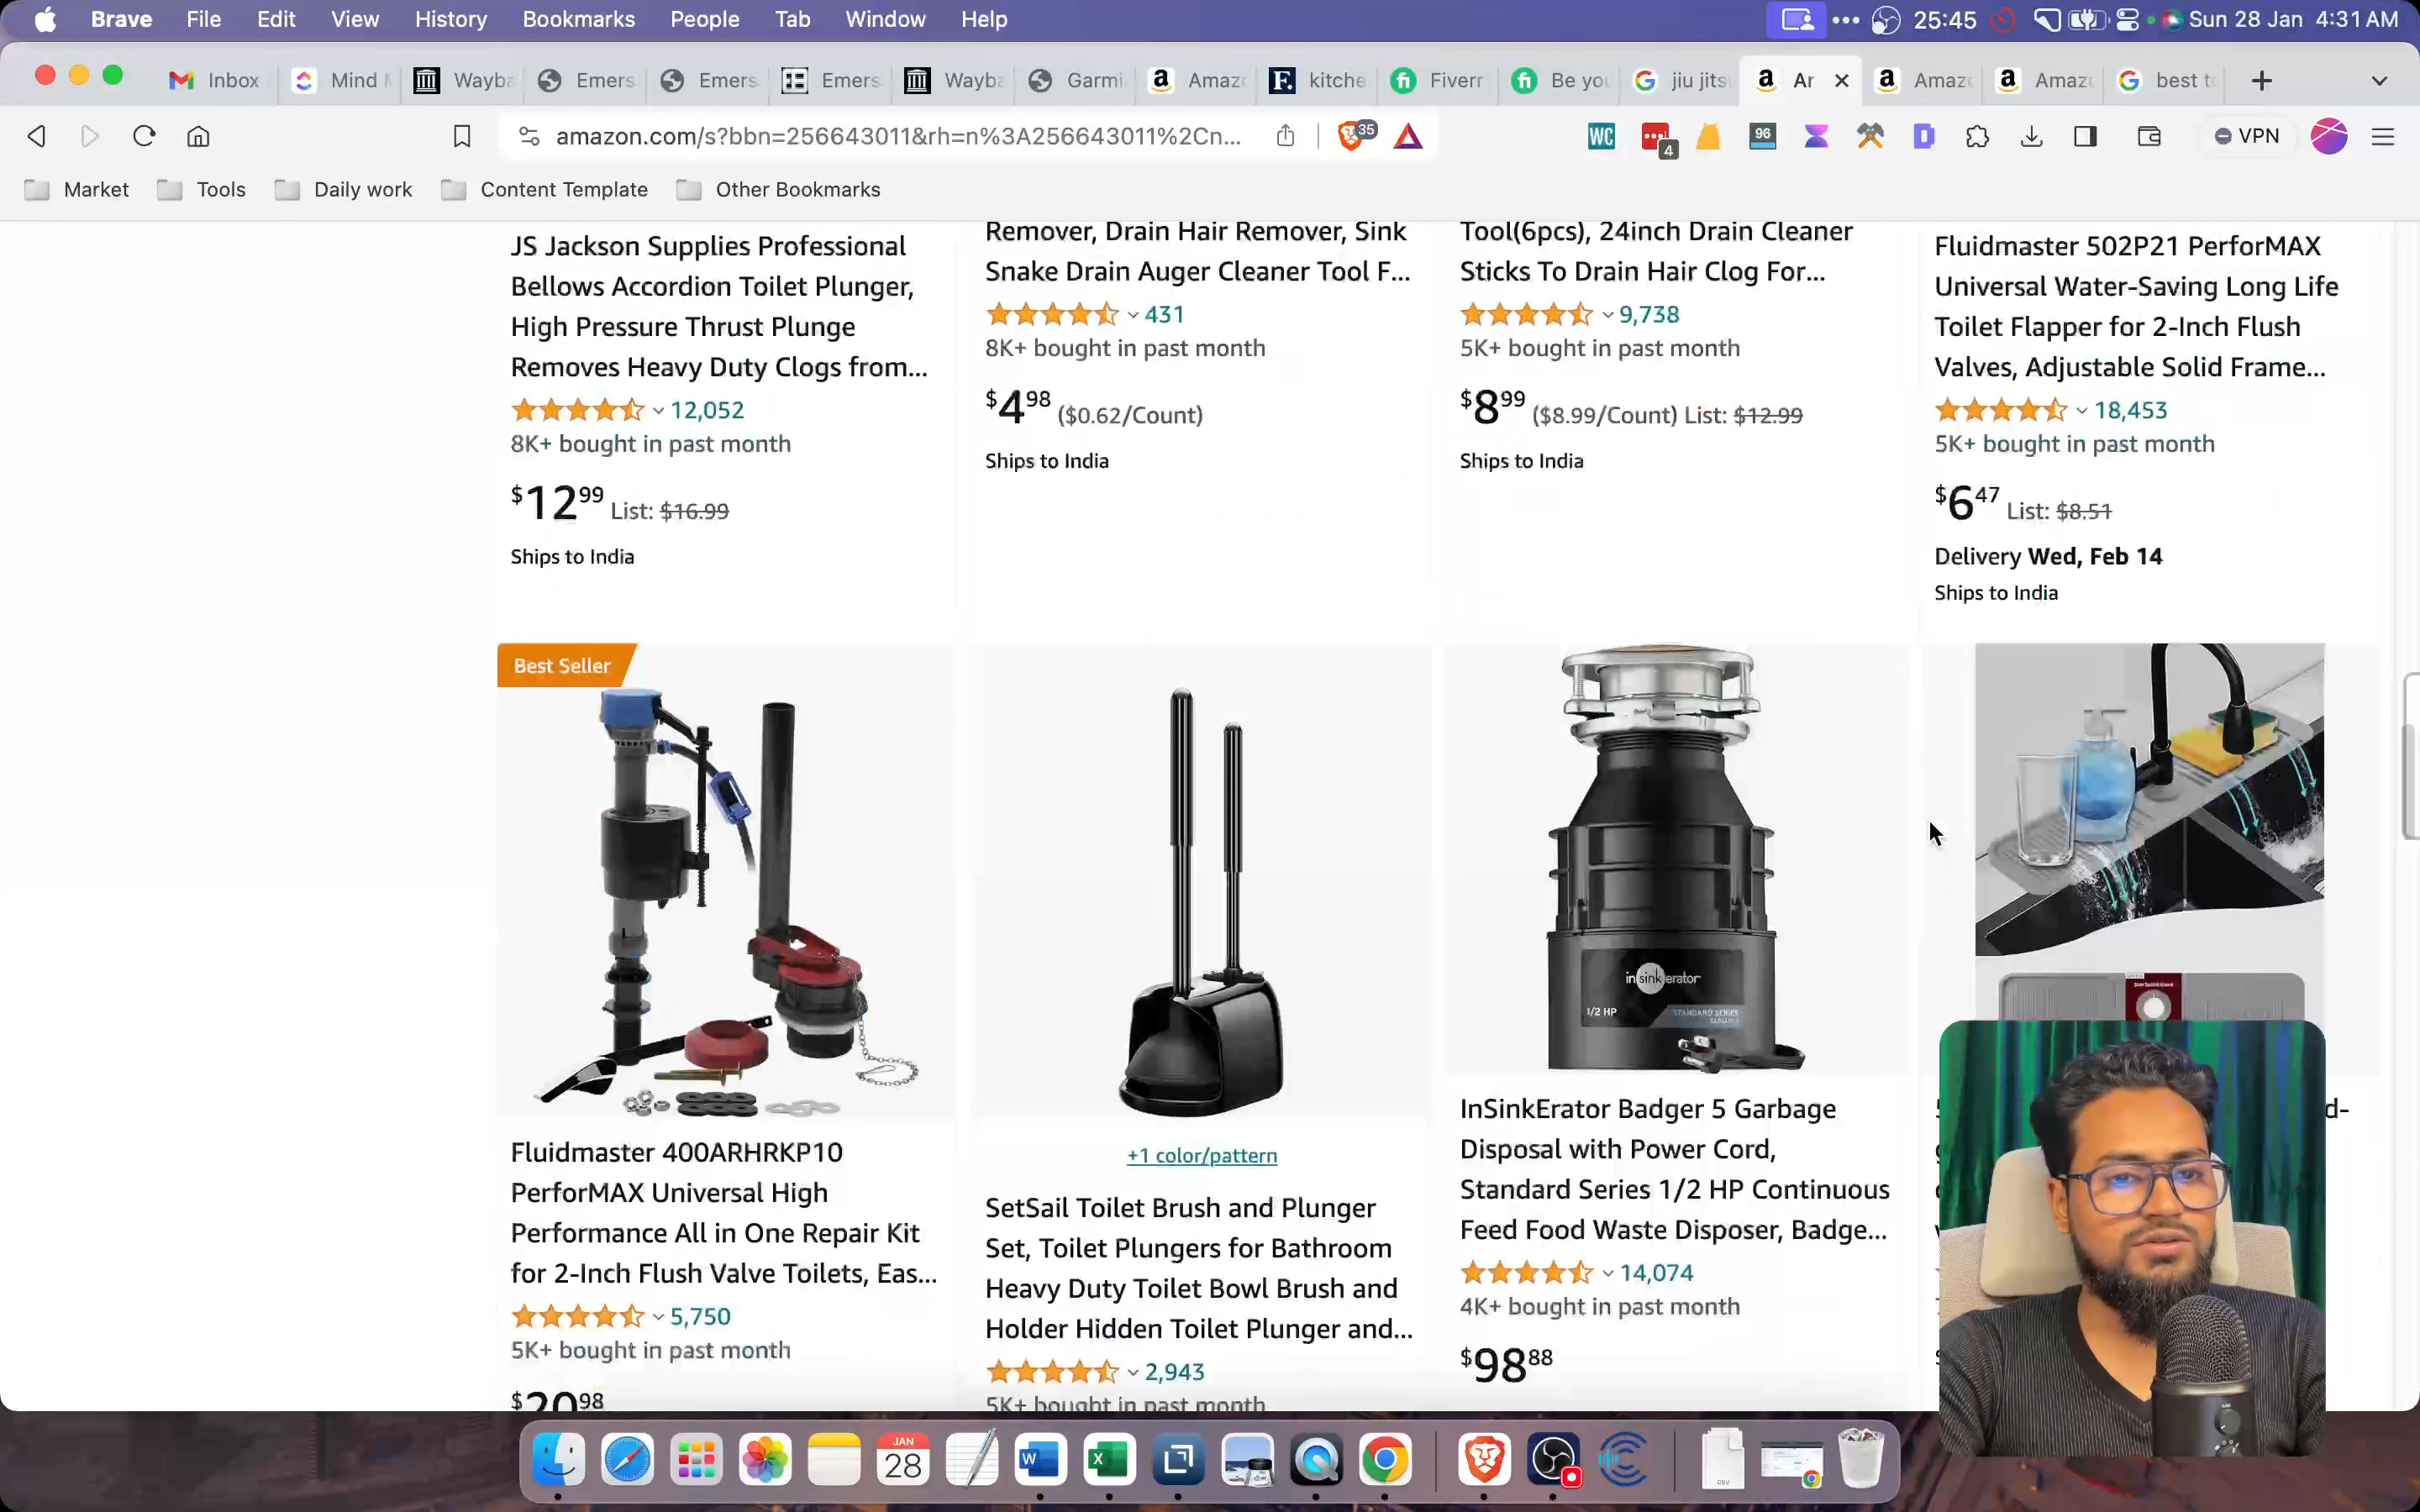 Brave File Edit View History Bookmarks People Tab Window Help
25:45
Sun 28 Jan 4:31 AM
Inbox
Mind
Wayba
Emers
Emers
Emers
Wayba
Garmi
Amaz
kitche
Fiverr
Be you
jiu jits
Ar
Amaz
Amaz
best t
amazon.com/s?bbn=256643011&rh=n%3A256643011%2Cn...
35
WC
4
96
VPN
Market
Tools
Daily work
Content Template
Other Bookmarks
JS Jackson Supplies Professional
Bellows Accordion Toilet Plunger,
High Pressure Thrust Plunge
Removes Heavy Duty Clogs from...
12,052
8K+ bought in past month
$12 99 List: $16.99
Ships to India
Remover, Drain Hair Remover, Sink
Snake Drain Auger Cleaner Tool F...
431
8K+ bought in past month
$4 98 ($0.62/Count)
Ships to India
Tool(6pcs), 24inch Drain Cleaner
Sticks To Drain Hair Clog For...
9,738
5K+ bought in past month
$8 99 ($8.99/Count) List: $12.99
Ships to India
Fluidmaster 502P21 PerforMAX
Universal Water-Saving Long Life
Toilet Flapper for 2-Inch Flush
Valves, Adjustable Solid Frame...
18,453
5K+ bought in past month
$6 47 List: $8.51
Delivery Wed, Feb 14
Ships to India
Best Seller
Fluidmaster 400ARHRKP10
PerforMAX Universal High
Performance All in One Repair Kit
for 2-Inch Flush Valve Toilets, Eas...
5,750
5K+ bought in past month
$20 98
+1 color/pattern
SetSail Toilet Brush and Plunger
Set, Toilet Plungers for Bathroom
Heavy Duty Toilet Bowl Brush and
Holder Hidden Toilet Plunger and...
2,943
5K+ bought in past month
insinkerator
1/2 HP
STANDARD SERIES
InSinkErator Badger 5 Garbage
Disposal with Power Cord,
Standard Series 1/2 HP Continuous
Feed Food Waste Disposer, Badge...
14,074
4K+ bought in past month
$98 88
d-
JAN
28